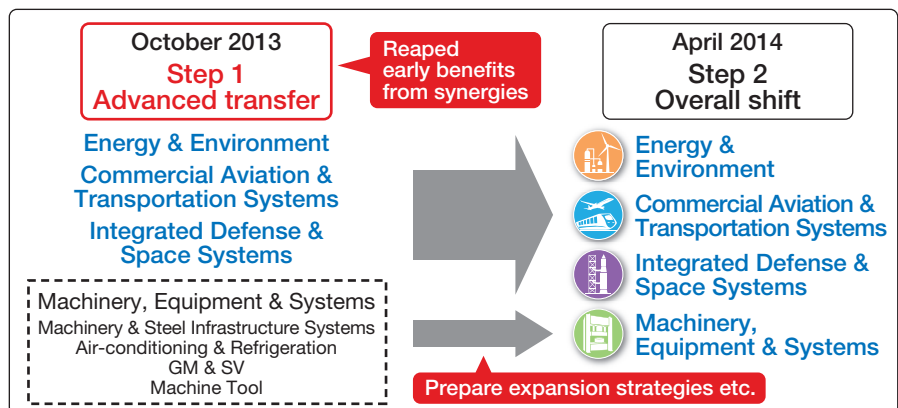 October 2013
Step 1
Advanced transfer
Reaped
early benefits
from synergies
April 2014
Step 2
Overall shift
Energy & Environment
Commercial Aviation &
Transportation Systems
Integrated Defense &
Space Systems
Machinery, Equipment & Systems
Machinery & Steel Infrastructure Systems
Air-conditioning & Refrigeration
GM & SV
Machine Tool
Energy &
Environment
Commercial Aviation &
Transportation Systems
Integrated Defense &
Space Systems
Machinery,
Equipment & Systems
Prepare expansion strategies etc.